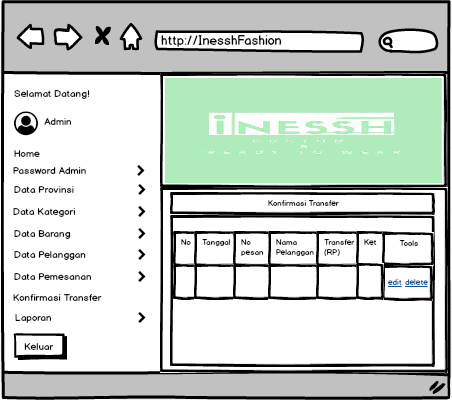 http://InesshFashion
Selamat Datang!
Admin
Home
Password Admin
Data Provinsi
Data Kategori
Data Barang
Data Pelanggan
Data Pemesanan
Konfirmasi Transfer
Laporan
Keluar
iNESSH
CUSTOM
&
READY TO WEAR
Konfirmasi Transfer
No Tanggal No pesan Nama Pelanggan Transfer (RP) Ket Tools
edit delete